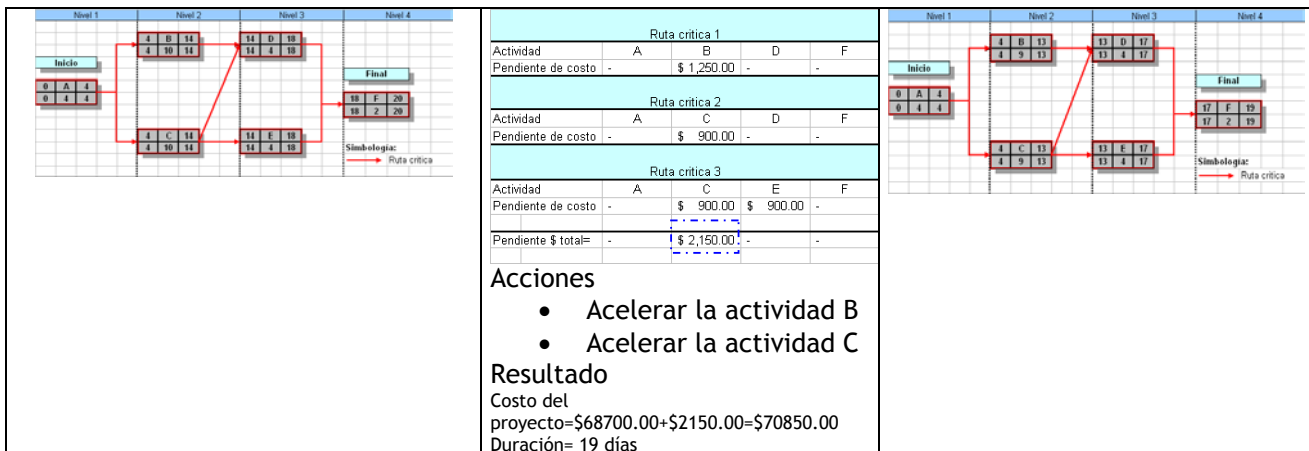 Nivel 1 Nivel 2 Nivel 3 Nivel 4
4 B 14
4 10 14
14 D 18
14 4 18
Inicio
0 A 4
0 4 4
Final
18 F 20
18 2 20
4 C 14
4 10 14
14 E 18
14 4 18
Simbología:
Ruta critica
Ruta critica 1
Actividad A B D F
Pendiente de costo - $ 1,250.00 - -
Ruta critica 2
Actividad A C D F
Pendiente de costo - $ 900.00 - -
Ruta critica 3
Actividad A C E F
Pendiente de costo - $ 900.00 $ 900.00 -
Pendiente $ total= - $ 2,150.00 - -
Acciones
• Acelerar la actividad B
• Acelerar la actividad C
Resultado
Costo del
proyecto=$68700.00+$2150.00=$70850.00
Duración= 19 días
Nivel 1 Nivel 2 Nivel 3 Nivel 4
4 B 13
4 9 13
13 D 17
13 4 17
Inicio
0 A 4
0 4 4
Final
17 F 19
17 2 19
4 C 13
4 9 13
13 E 17
13 4 17
Simbología:
Ruta critica